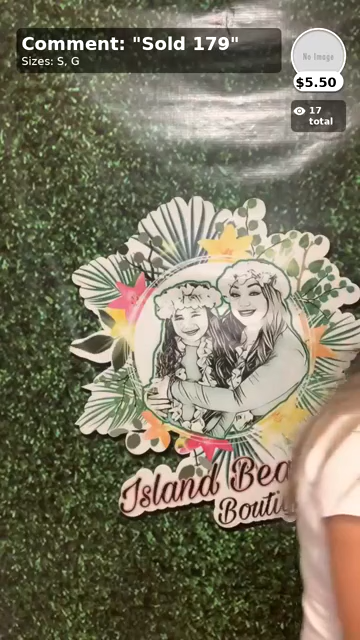 Comment: "Sold 179"
Sizes: S, G
No Image
$5.50
17
total
Island Bea
Bouti